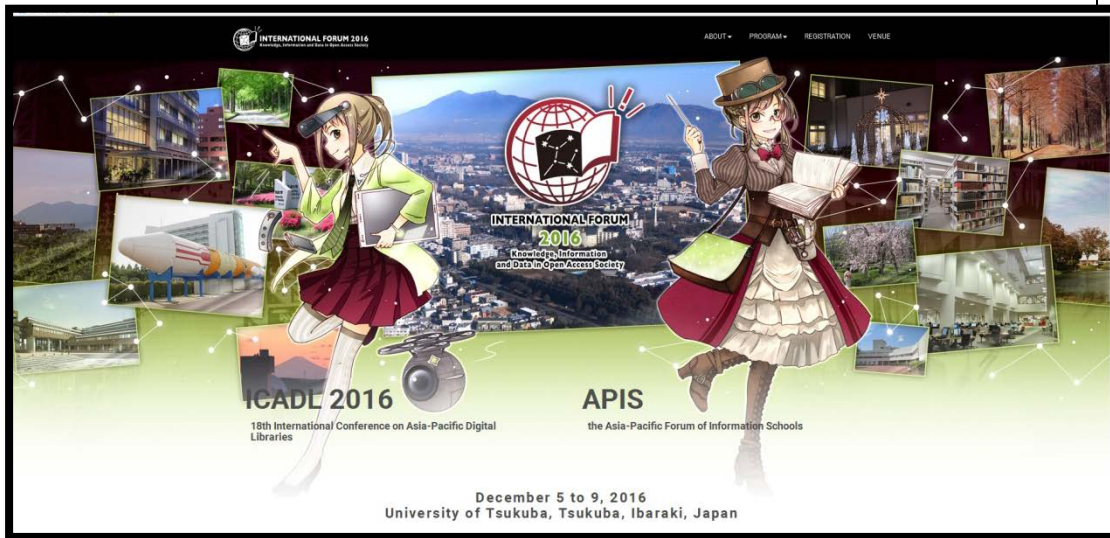 INTERNATIONAL FORUM 2016
Knowledge, Information and Data in Open Access Society
ABOUT PROGRAM REGISTRATION VENUE
INTERNATIONAL FORUM
2016
Knowledge, Information
and Data in Open Access Society
ICADL 2016
18th International Conference on Asia-Pacific Digital
Libraries
APIS
the Asia-Pacific Forum of Information Schools
December 5 to 9, 2016
University of Tsukuba, Tsukuba, Ibaraki, Japan